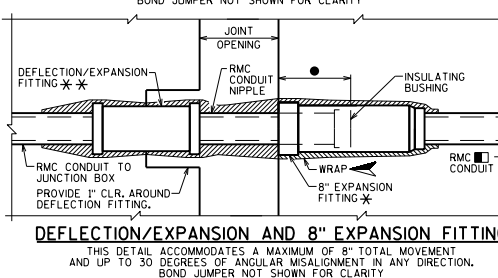 BOND JUMPER NOT SHOWN FOR CLARITY
JOINT
OPENING
DEFLECTION/EXPANSION
FITTING ✶✶
RMC
CONDUIT
NIPPLE
INSULATING
BUSHING
RMC CONDUIT TO
JUNCTION BOX
PROVIDE 1" CLR. AROUND
DEFLECTION FITTING.
WRAP
8" EXPANSION
FITTING ✶
RMC
CONDUIT
DEFLECTION/EXPANSION AND 8" EXPANSION FITTING
THIS DETAIL ACCOMMODATES A MAXIMUM OF 8" TOTAL MOVEMENT
AND UP TO 30 DEGREES OF ANGULAR MISALIGNMENT IN ANY DIRECTION.
BOND JUMPER NOT SHOWN FOR CLARITY